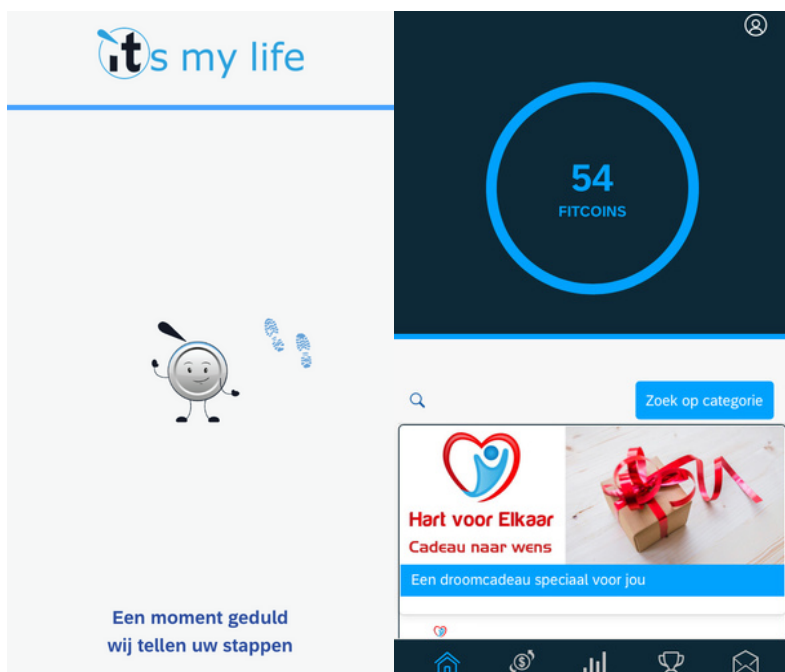 its my life
Een moment geduld
wij tellen uw stappen
54
FITCOINS
Zoek op categorie
Hart voor Elkaar
Cadeau naar wens
Een droomcadeau speciaal voor jou